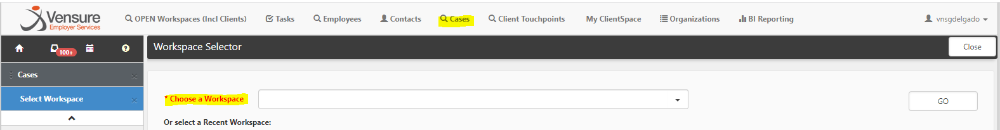 Vensure
Employer Services
OPEN Workspaces (Incl Clients) Tasks Employees Contacts Cases Client Touchpoints My ClientSpace Organizations BI Reporting vnsgdelgado
100+ ?
Workspace Selector Close
Cases
Select Workspace
* Choose a Workspace GO
Or select a Recent Workspace: